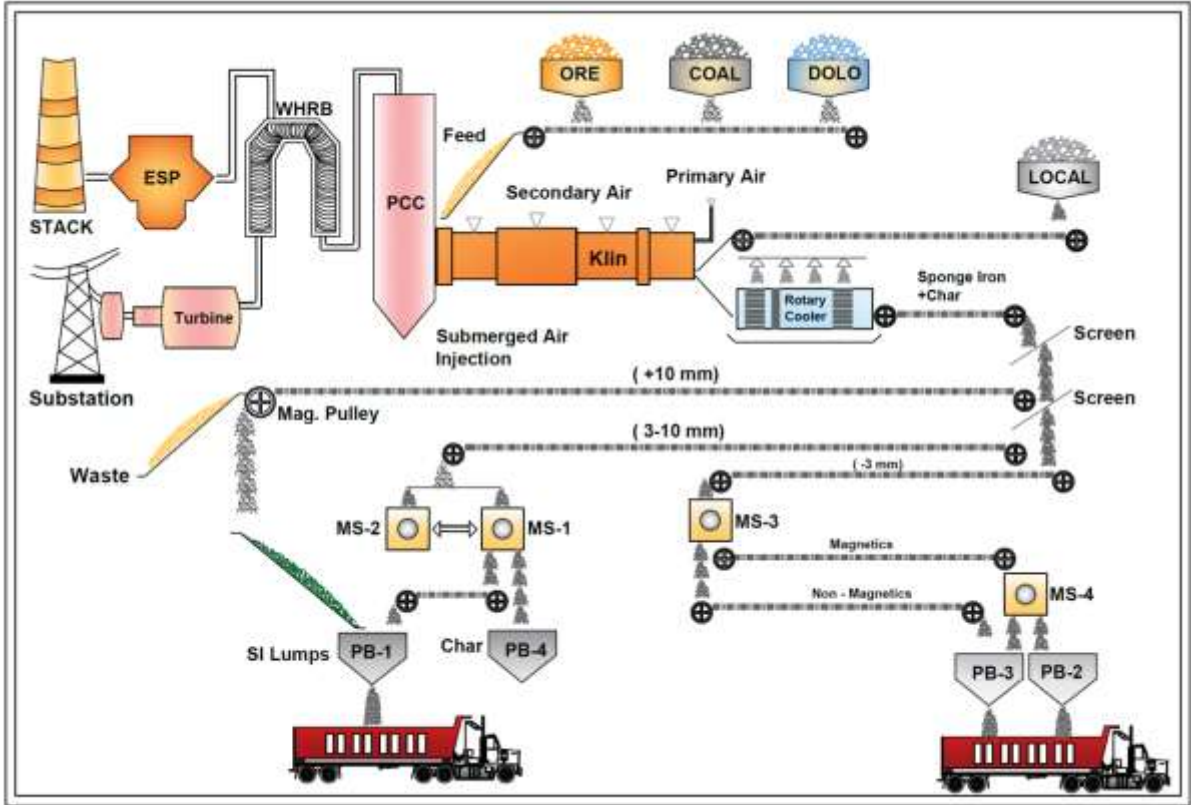 ORE
COAL
DOLO
WHRB
Feed
ESP
PCC
Secondary Air
Primary Air
LOCAL
STACK
Klin
Sponge Iron
+Char
Rotary
Cooler
Turbine
Submerged Air
Injection
Screen
Substation
( +10 mm)
Screen
Mag. Pulley
( 3-10 mm)
Waste
( -3 mm)
MS-2
MS-1
MS-3
Magnetics
Non - Magnetics
MS-4
SI Lumps
PB-1
Char
PB-4
PB-3
PB-2